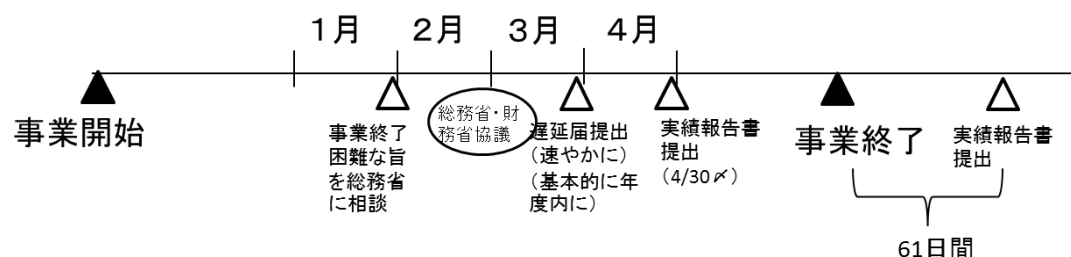 1月
2月
3月
4月
事業開始
事業終了
困難な旨
を総務省
に相談
総務省・財
務省協議
遅延届提出
(速やかに)
(基本的に年
度内に)
実績報告書
提出
(4/30〆)
事業終了
実績報告書
提出
61日間